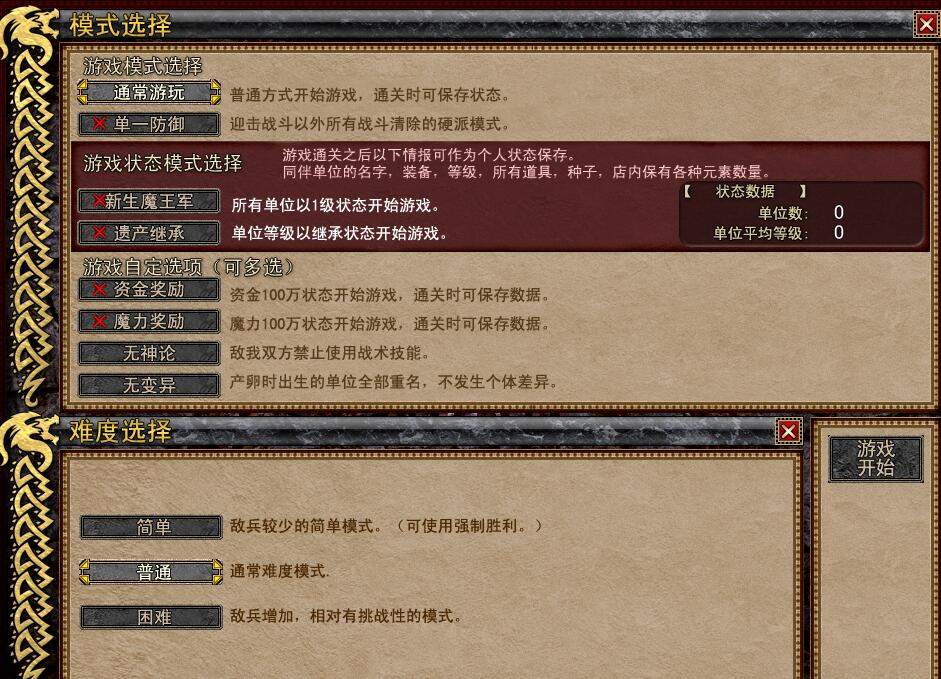 模式选择
游戏模式选择
通常游玩 普通方式开始游戏，通关时可保存状态。
单一防御 迎击战斗以外所有战斗清除的硬派模式。
游戏状态模式选择
游戏通关之后以下情报可作为个人状态保存。
同伴单位的名字，装备，等级，所有道具，种子，店内保有各种元素数量。
新生魔王军 所有单位以1级状态开始游戏。
遗产继承 单位等级以继承状态开始游戏。
【 状态数据 】
单位数: 0
单位平均等级: 0
游戏自定选项（可多选）
资金奖励 资金100万状态开始游戏，通关时可保存数据。
魔力奖励 魔力100万状态开始游戏，通关时可保存数据。
无神论 敌我双方禁止使用战术技能。
无变异 产卵时出生的单位全部重名，不发生个体差异。
难度选择
简单 敌兵较少的简单模式。（可使用强制胜利。）
普通 通常难度模式.
困难 敌兵增加，相对有挑战性的模式。
游戏
开始